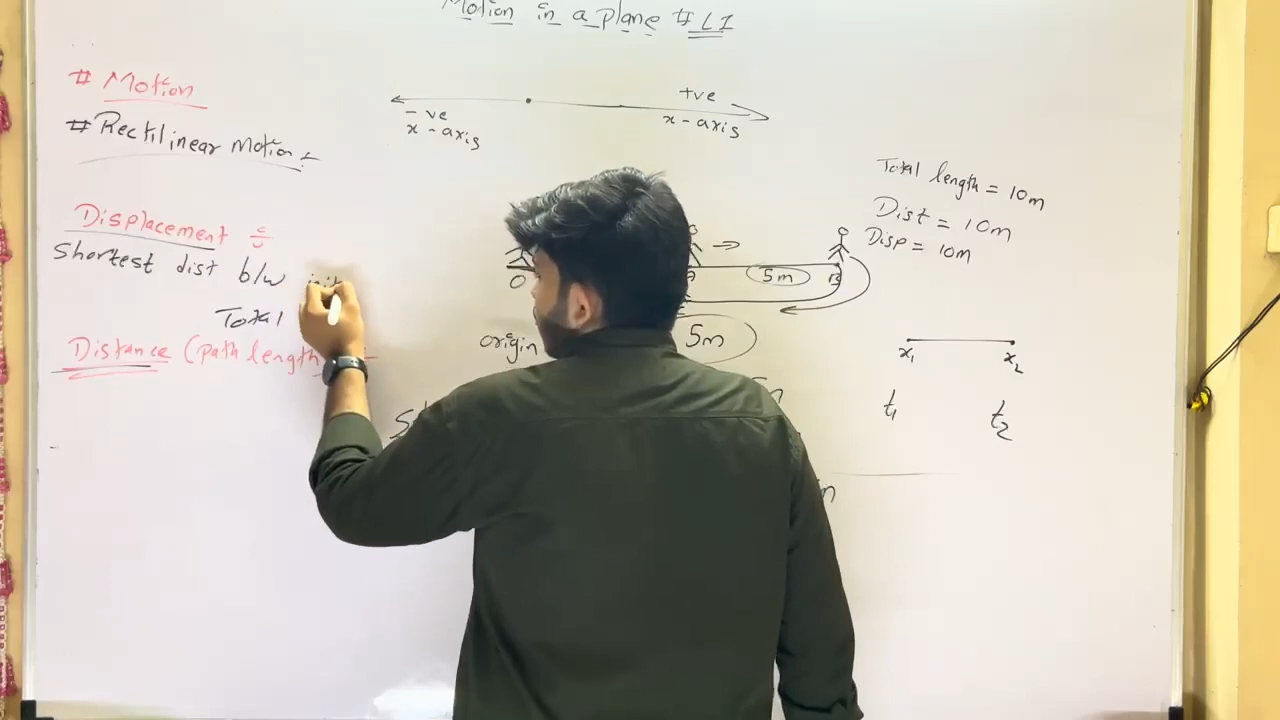 Motion in a plane # L1
# Motion
# Rectilinear Motion :-
Displacement :-
shortest dist b/w
Total
Distance (path length
-ve
x-axis
+ve
x-axis
O
origin
5m
B
5m
Total length = 10m
Dist = 10m
Disp = 10m
x₁ x₂
t₁ t₂